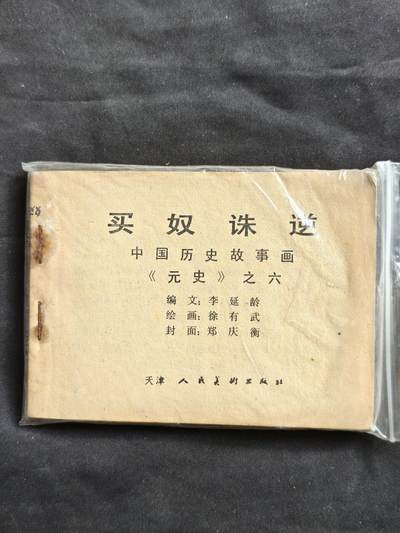 买奴诛逆
中国历史故事画
《元史》之六
编文:李延龄
绘画:徐有武
封面:郑庆衡
天津人民美术出版社